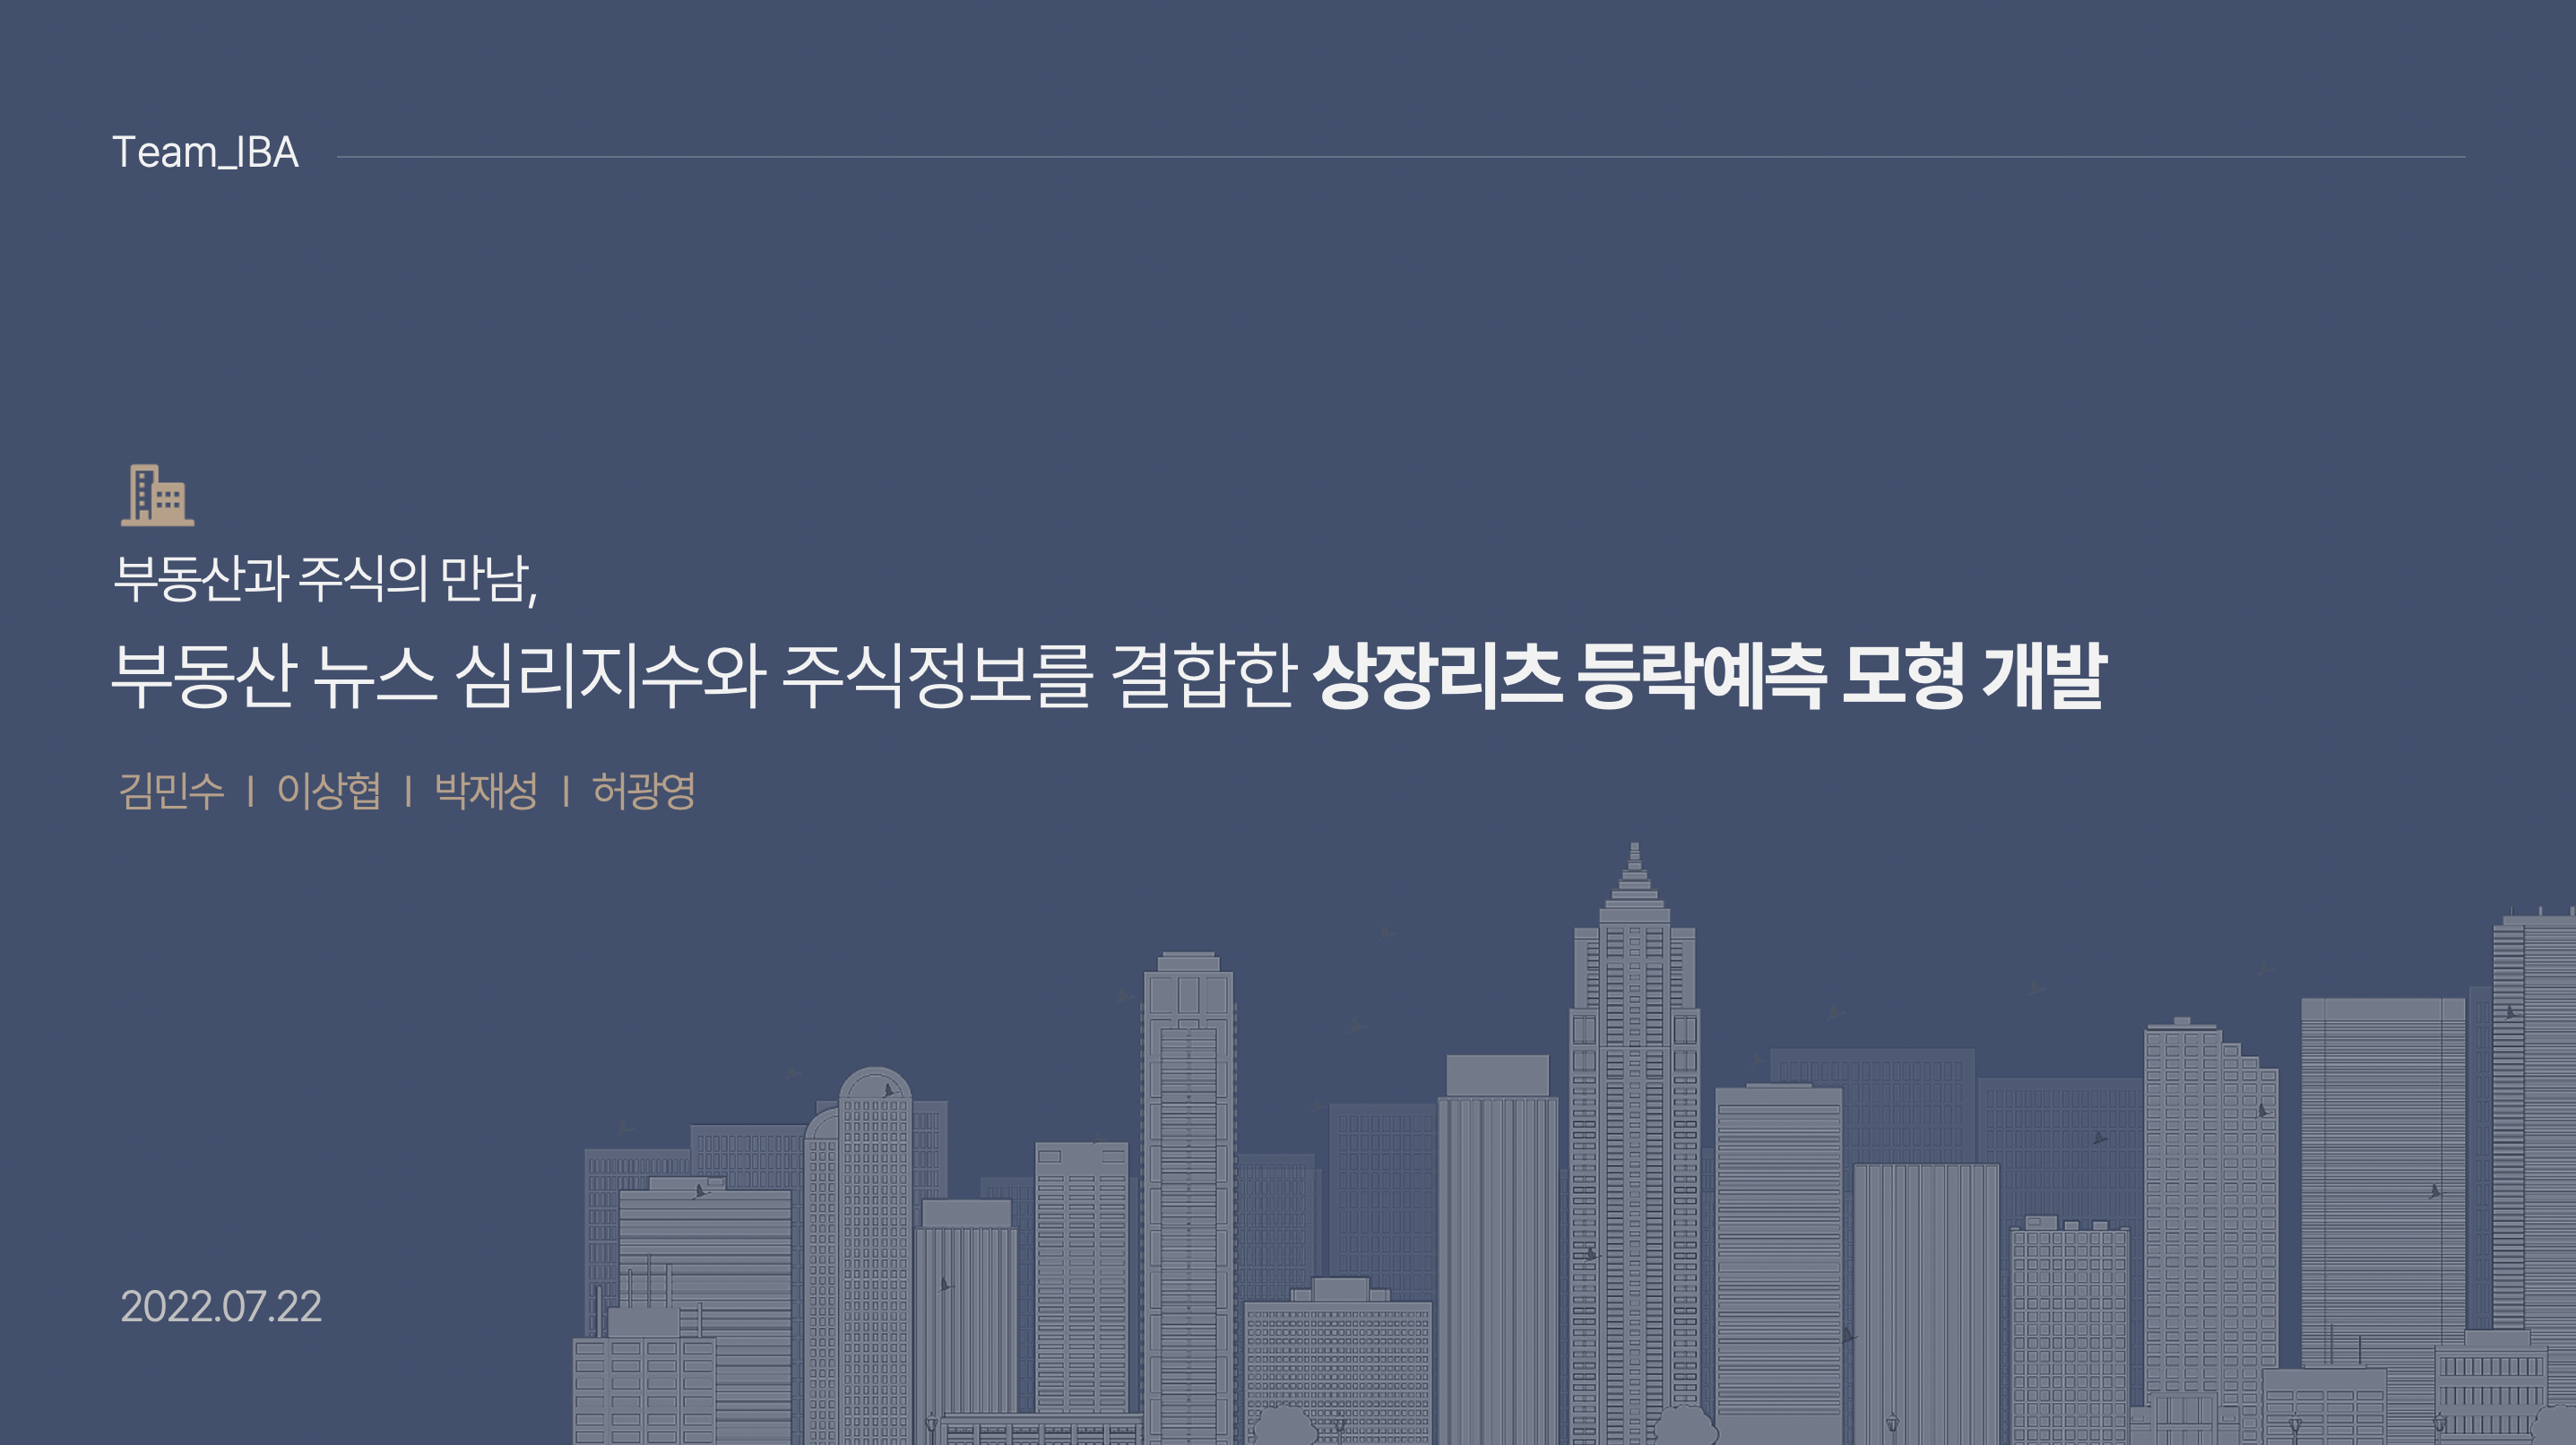 Team_IBA
부동산과 주식의 만남,
부동산 뉴스 심리지수와 주식정보를 결합한 상장리츠 등락예측 모형 개발
김민수 | 이상협 | 박재성 | 허광영
2022.07.22